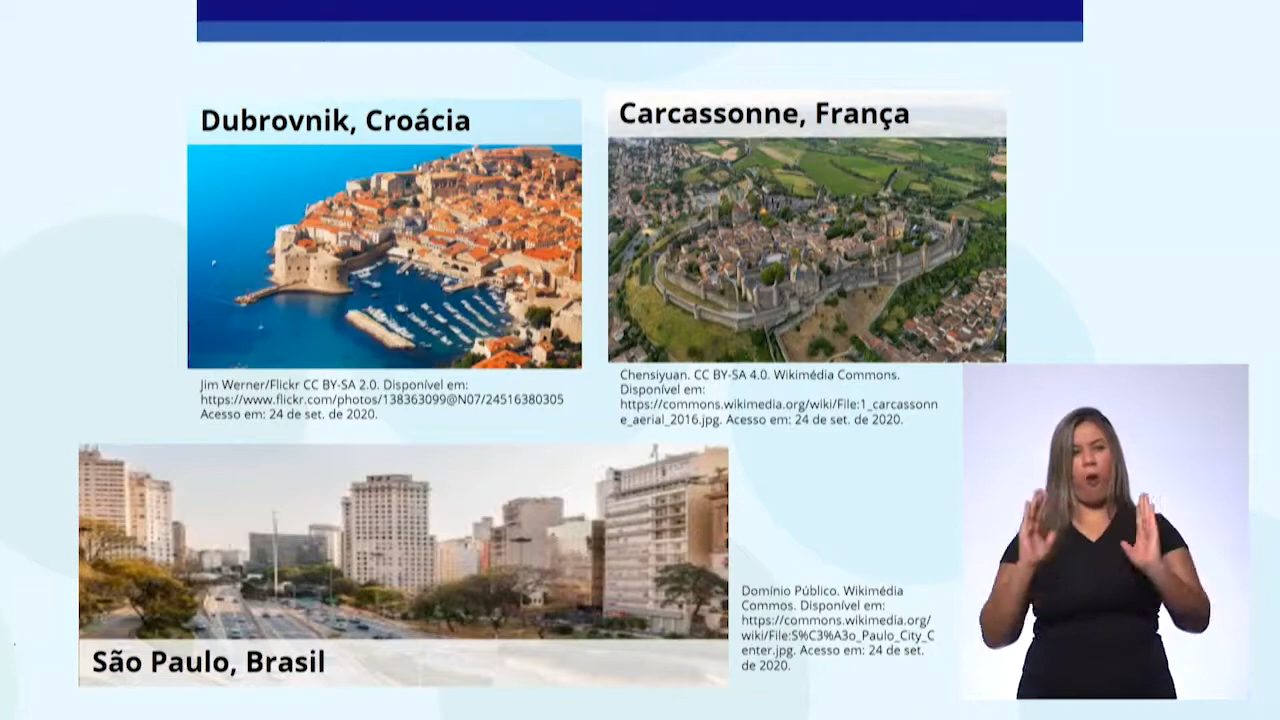 Dubrovnik, Croácia
Carcassonne, França
Jim Werner/Flickr CC BY-SA 2.0. Disponível em:
https://www.flickr.com/photos/138363099@N07/24516380305
Acesso em: 24 de set. de 2020.
Chensiyuan. CC BY-SA 4.0. Wikimédia Commons.
Disponível em:
https://commons.wikimedia.org/wiki/File:1_carcassonn
e_aerial_2016.jpg. Acesso em: 24 de set. de 2020.
São Paulo, Brasil
Domínio Público. Wikimédia
Commos. Disponível em:
https://commons.wikimedia.org/
wiki/File:S%C3%A3o_Paulo_City_C
enter.jpg. Acesso em: 24 de set.
de 2020.